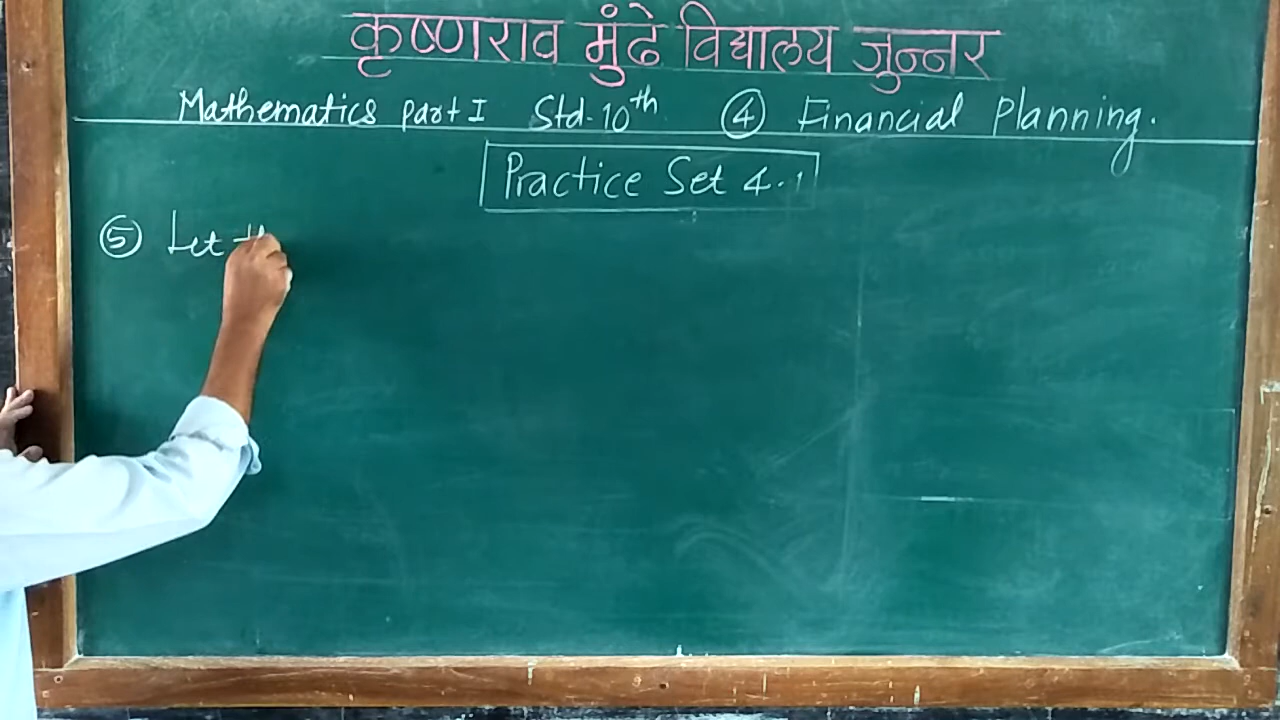 कृष्णराव मुंढे विद्यालय जुन्नर
Mathematics part I Std. 10th ④ Financial Planning.
Practice Set 4.1
⑤ Let